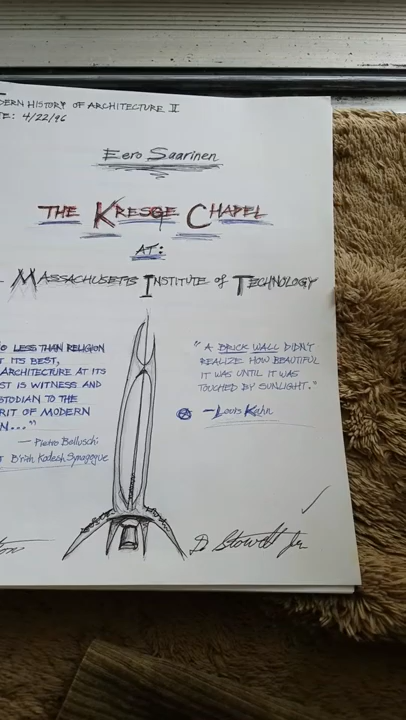 DERN HISTORY OF ARCHITECTURE II
E: 4/22/96
Eero Saarinen
THE KRESGE CHAPEL
AT:
MASSACHUSETTS INSTITUTE of TECHNOLOGY
O LESS THAN RELIGION
T ITS BEST,
ARCHITECTURE AT ITS
ST IS WITNESS AND
STODIAN TO THE
RIT OF MODERN
N..."
— Pietro Belluschi
T B'rith Kodesh Synagogue
"A BRICK WALL DIDN'T
REALIZE HOW BEAUTIFUL
IT WAS UNTIL IT WAS
TOUCHED BY SUNLIGHT."
— Louis Kahn